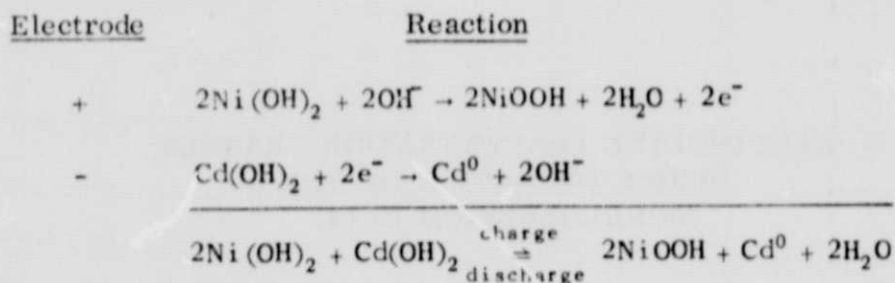 Electrode Reaction
+ 2Ni(OH)₂ + 2OH⁻ → 2NiOOH + 2H₂O + 2e⁻
- Cd(OH)₂ + 2e⁻ → Cd⁰ + 2OH⁻
2Ni(OH)₂ + Cd(OH)₂ charge ⇌ discharge 2NiOOH + Cd⁰ + 2H₂O